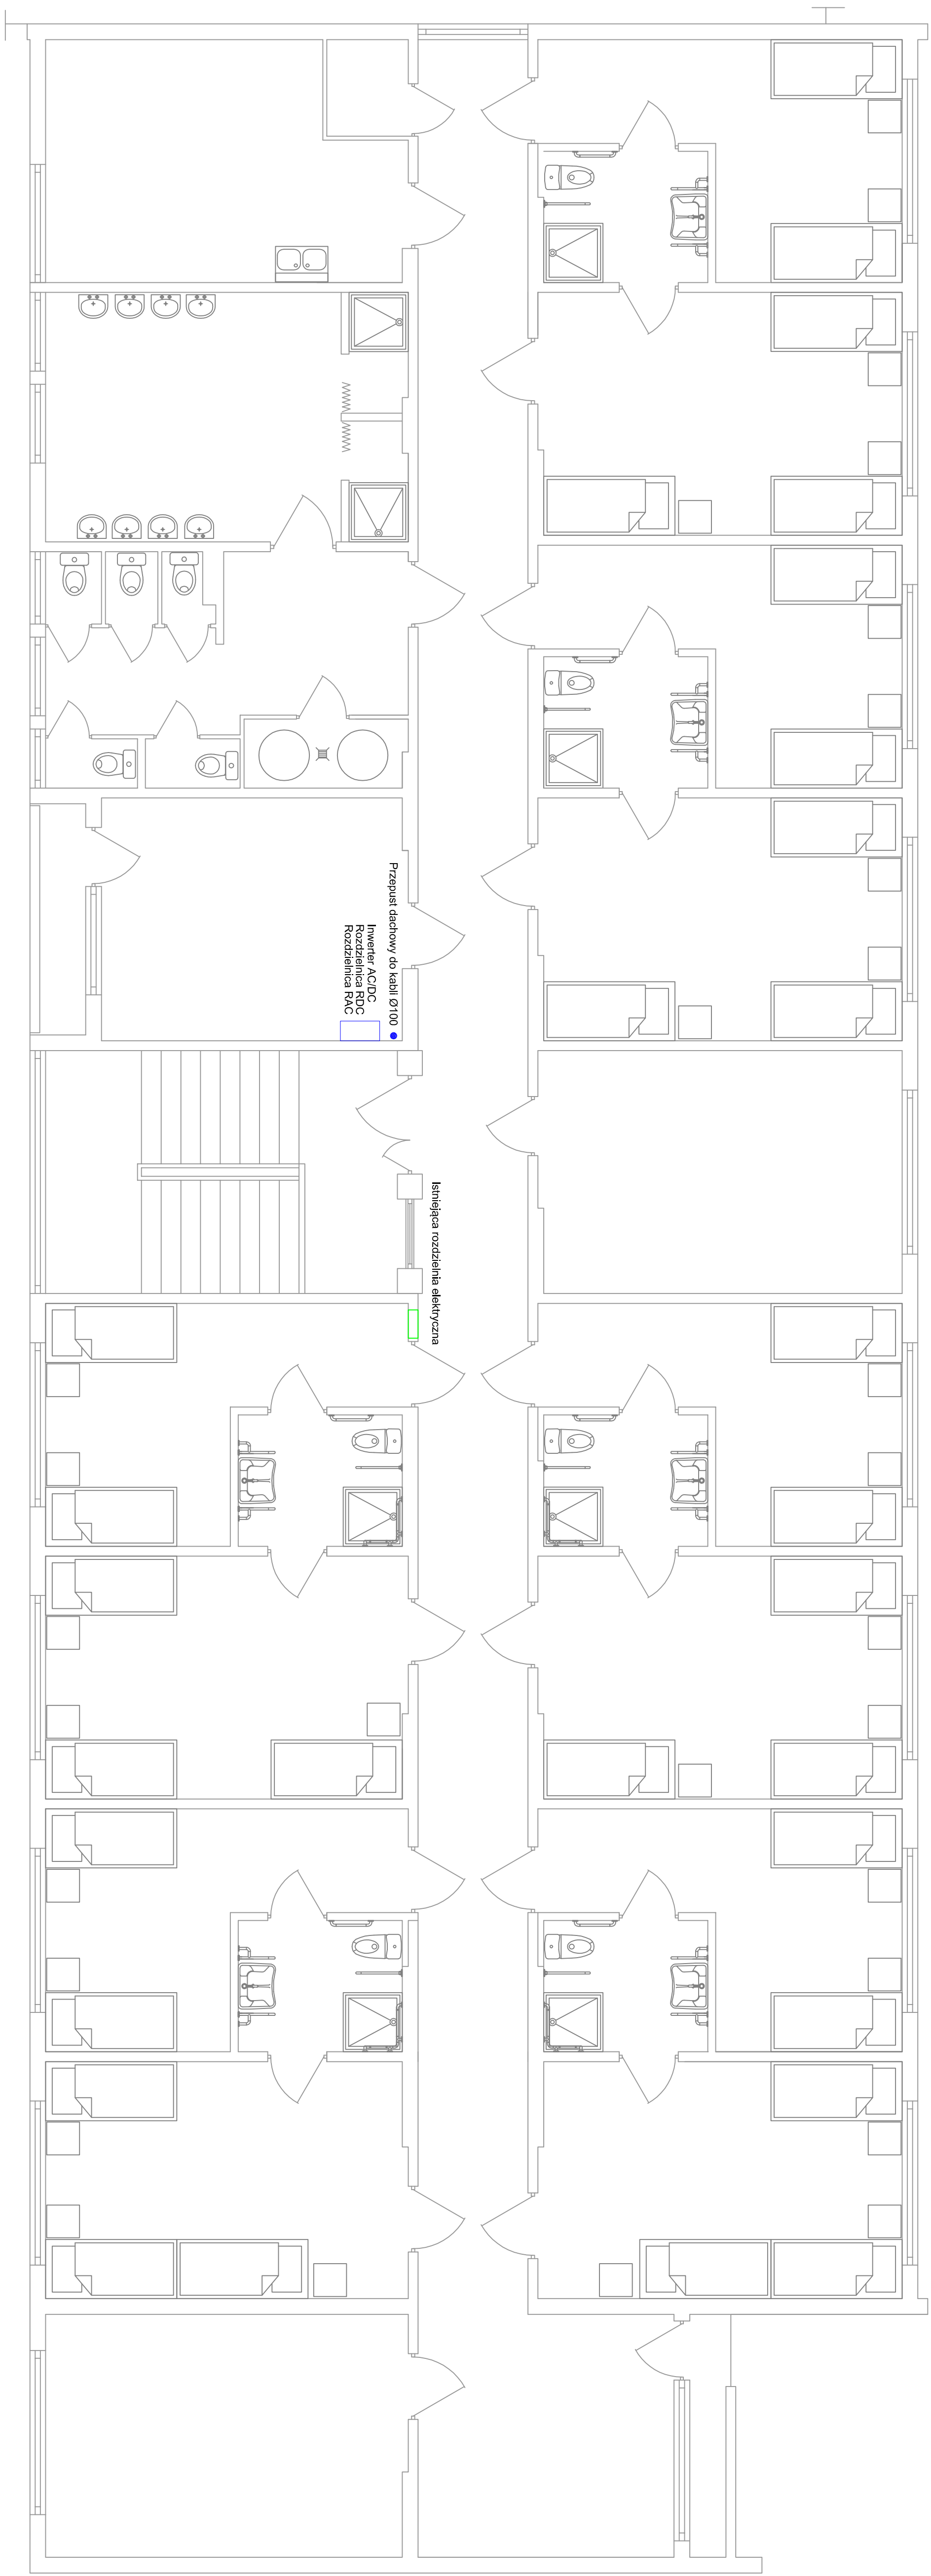 Przepust dachowy do kabli Ø100
Inwerter AC/DC
Rozdzielnica RDC
Rozdzielnica RAC
Istniejąca rozdzielnia elektryczna